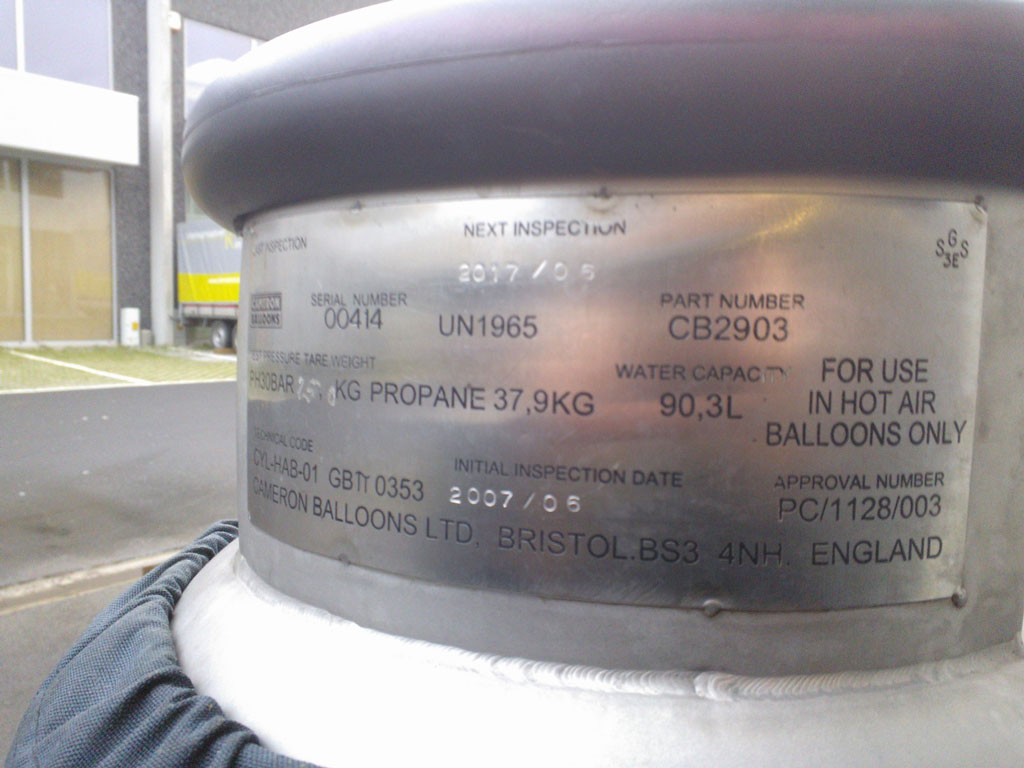 LAST INSPECTION
NEXT INSPECTION
2017/06
G
S S
3E
CAMERON
BALLOONS
SERIAL NUMBER
00414
UN1965
PART NUMBER
CB2903
TEST PRESSURE TARE WEIGHT
PH30BAR KG PROPANE 37,9KG
WATER CAPACITY
90,3L
FOR USE
IN HOT AIR
BALLOONS ONLY
TECHNICAL CODE
CYL-HAB-01 GB 0353
INITIAL INSPECTION DATE
2007/06
APPROVAL NUMBER
PC/1128/003
CAMERON BALLOONS LTD, BRISTOL.BS3 4NH. ENGLAND